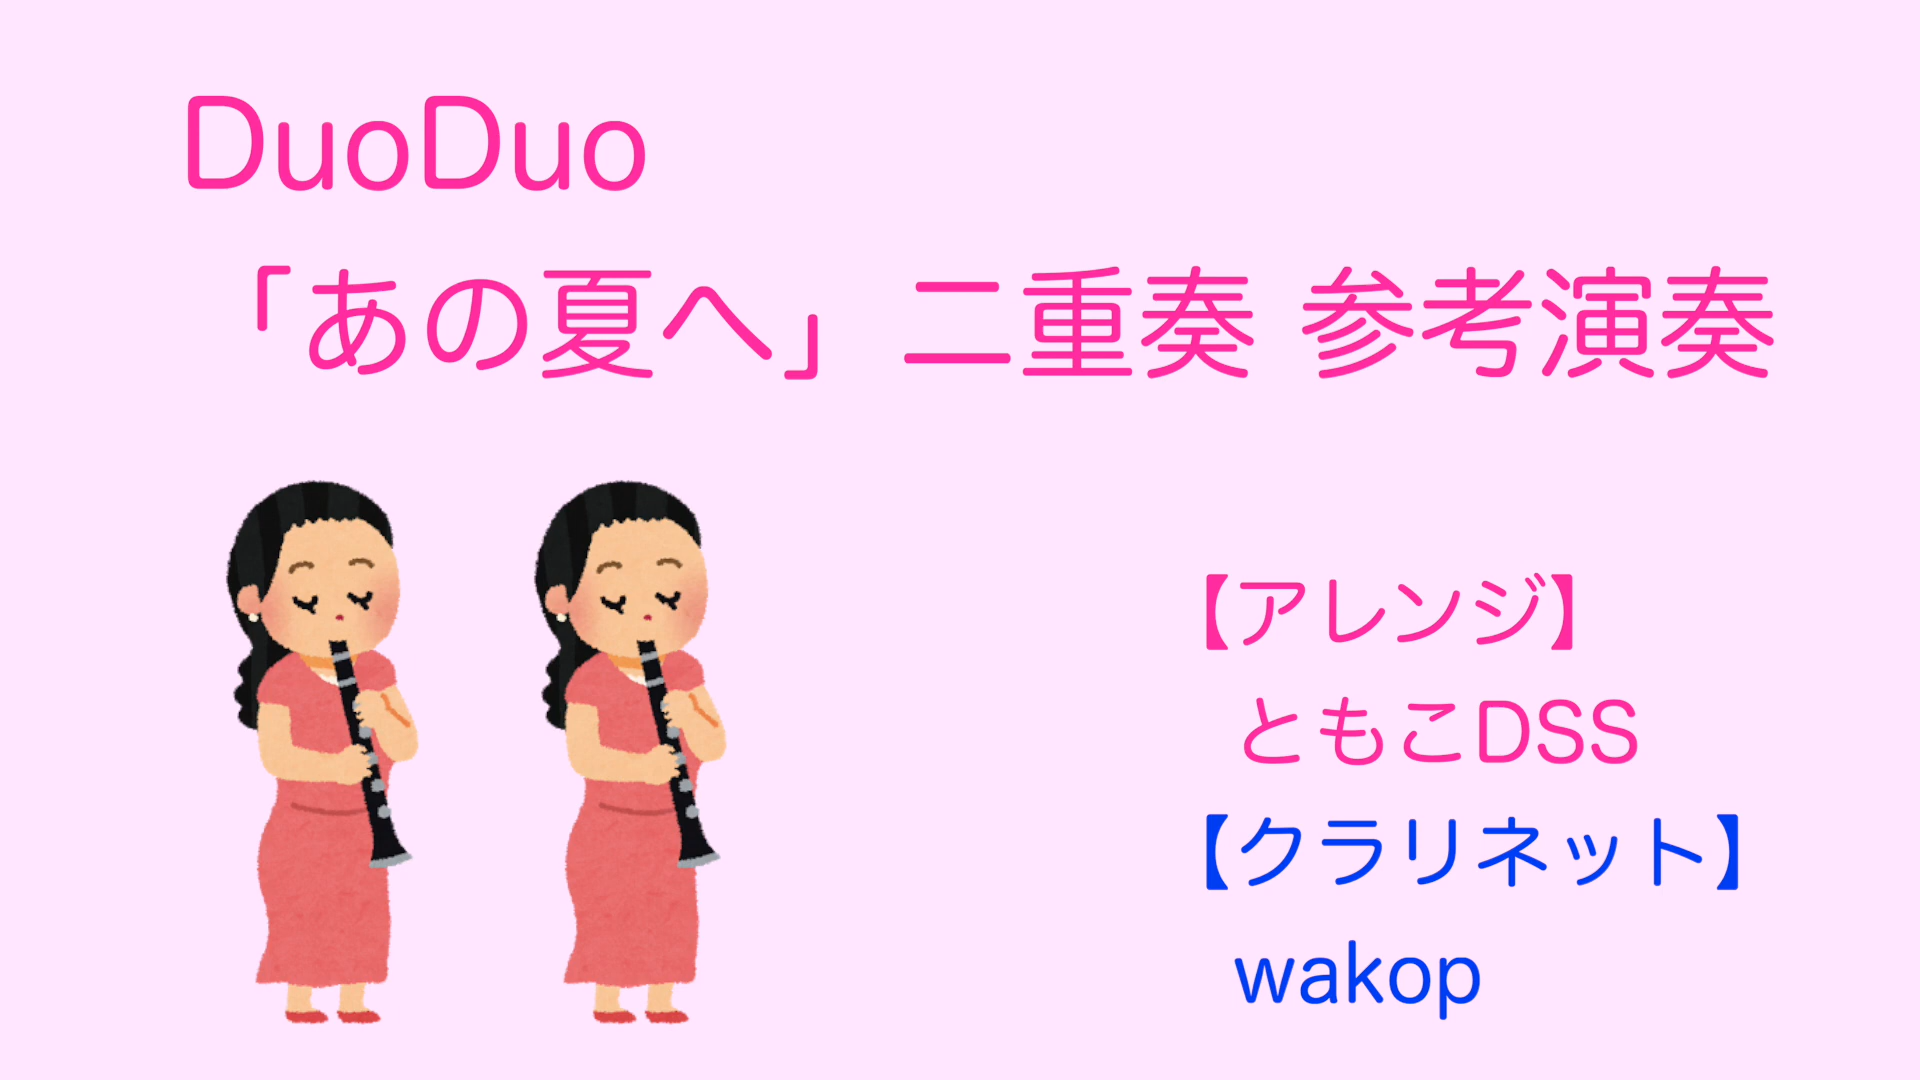 DuoDuo
「あの夏へ」二重奏 参考演奏
【アレンジ】
ともこDSS
【クラリネット】
wakop